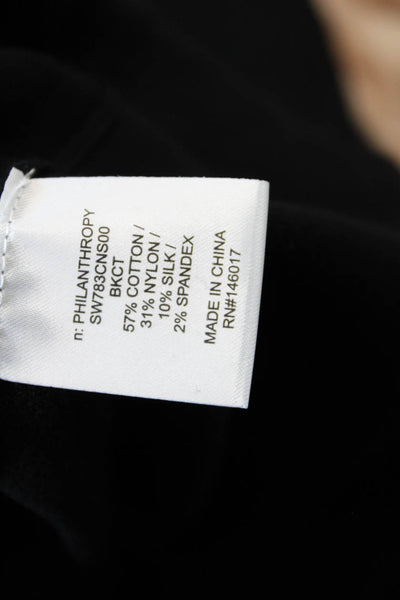 n: PHILANTHROPY
SW783CNS00
BKCT
57% COTTON /
31% NYLON /
10% SILK /
2% SPANDEX
MADE IN CHINA
RN#146017